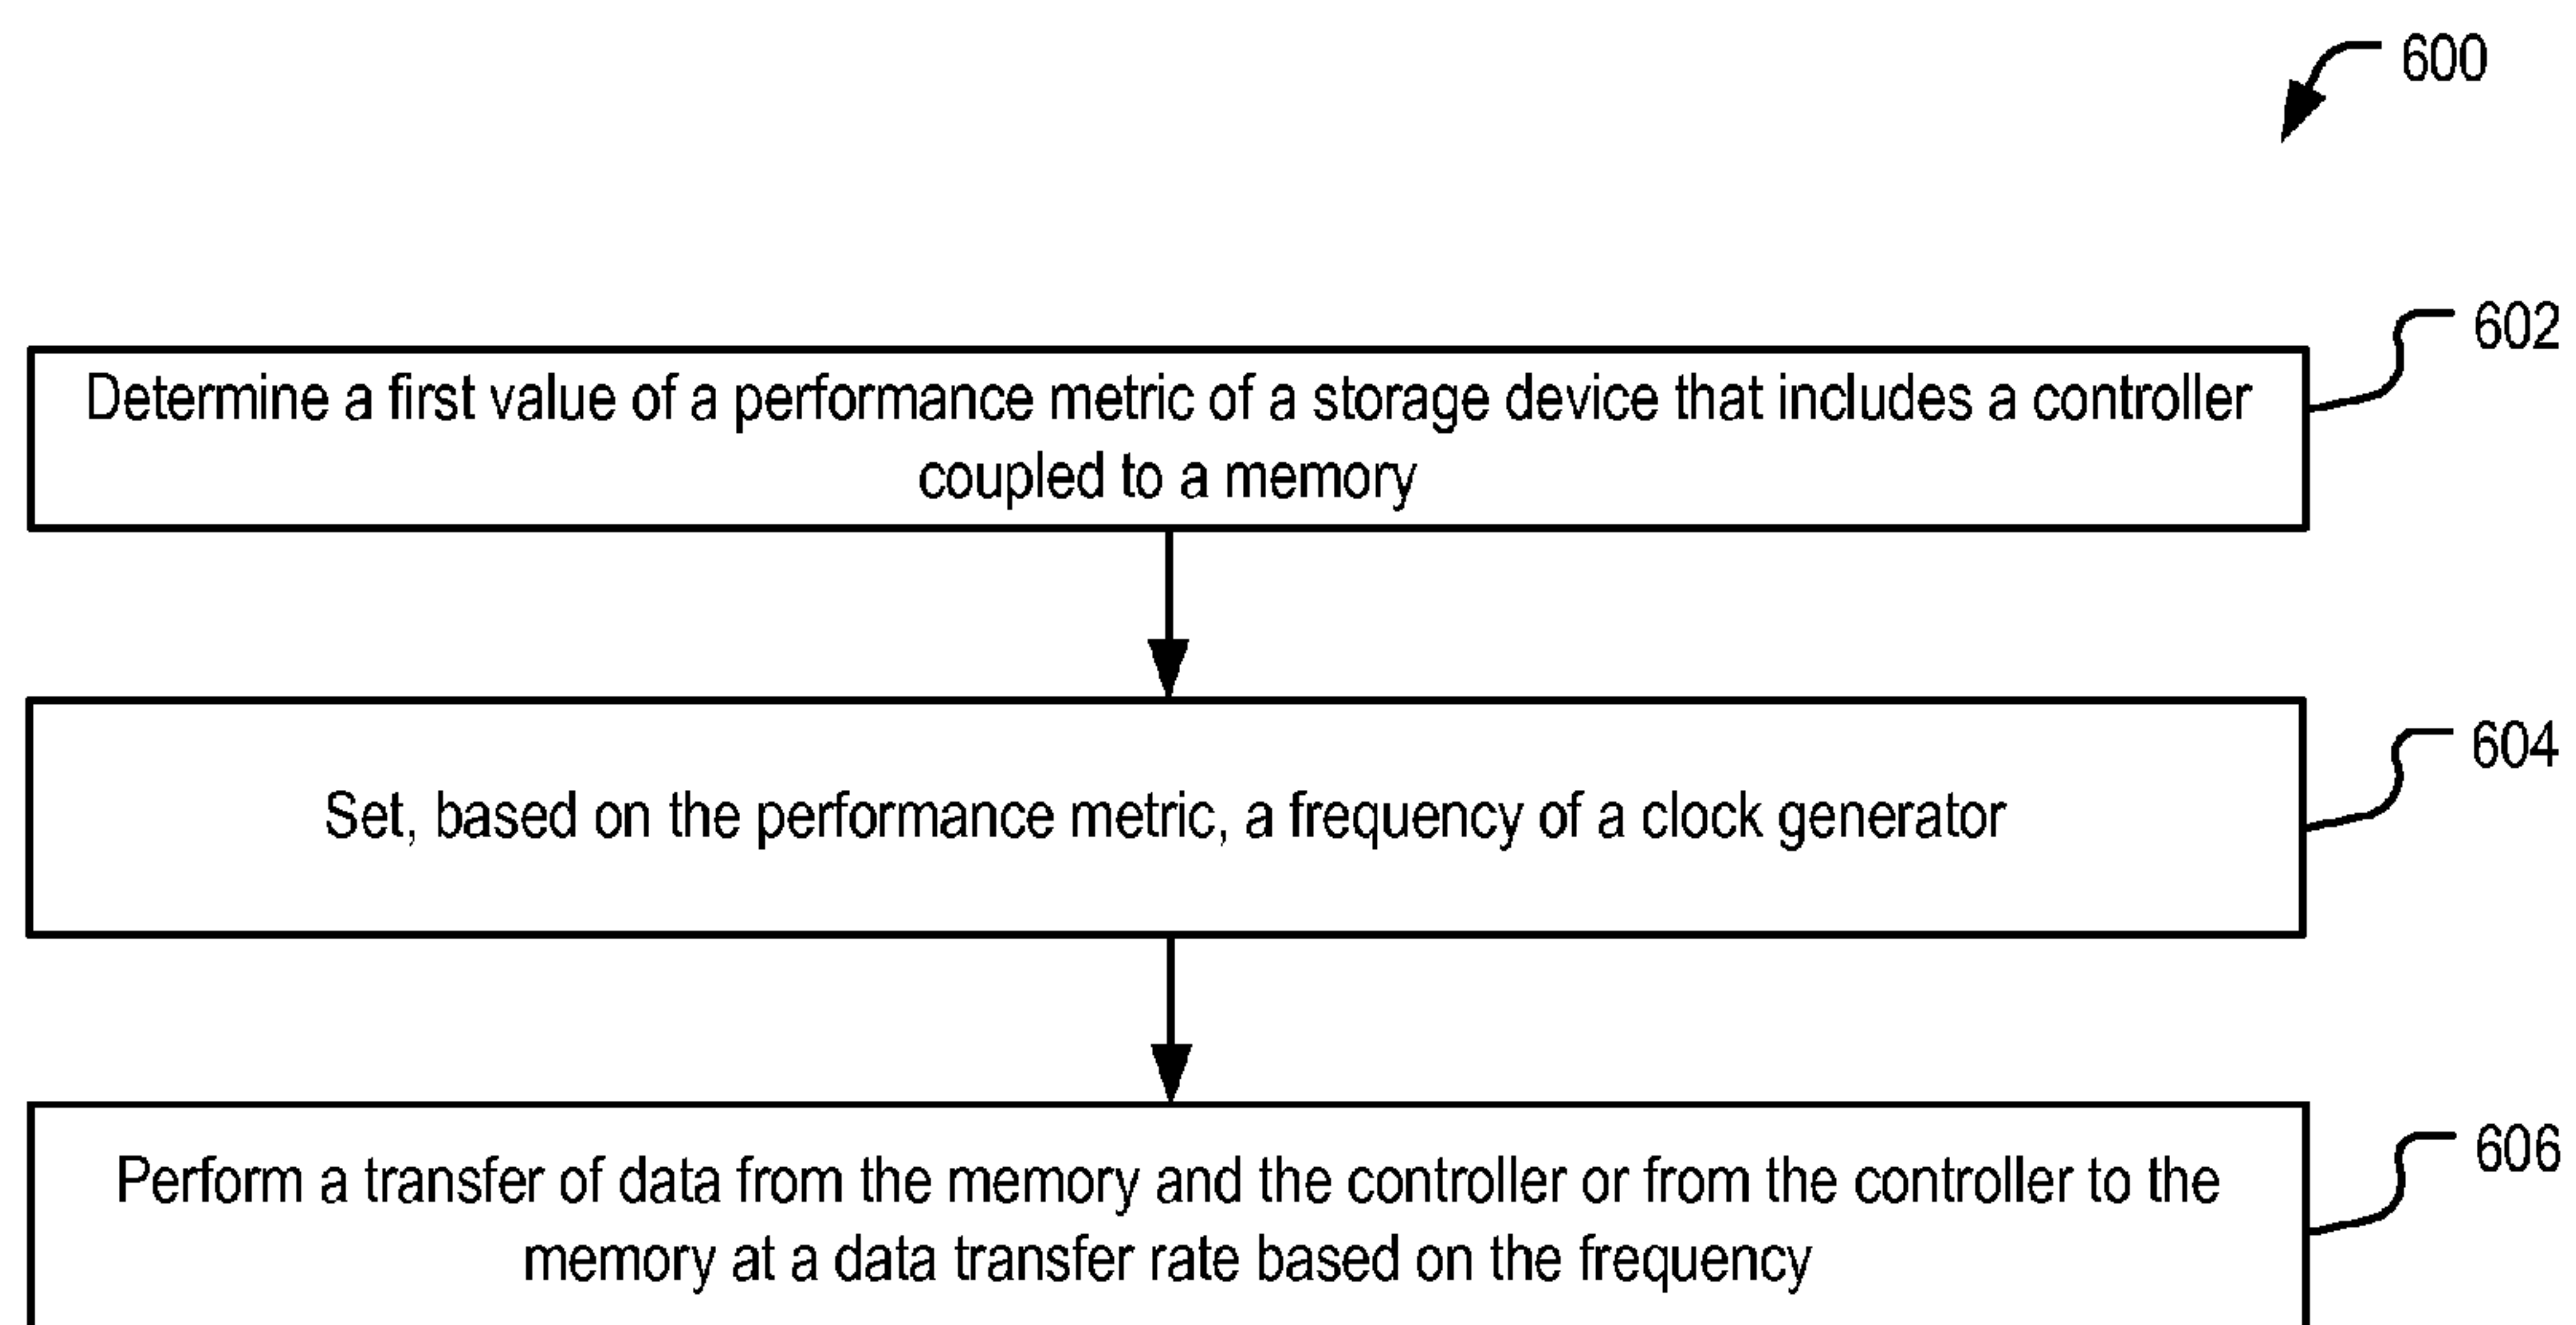 600
602
Determine a first value of a performance metric of a storage device that includes a controller
coupled to a memory
604
Set, based on the performance metric, a frequency of a clock generator
606
Perform a transfer of data from the memory and the controller or from the controller to the
memory at a data transfer rate based on the frequency